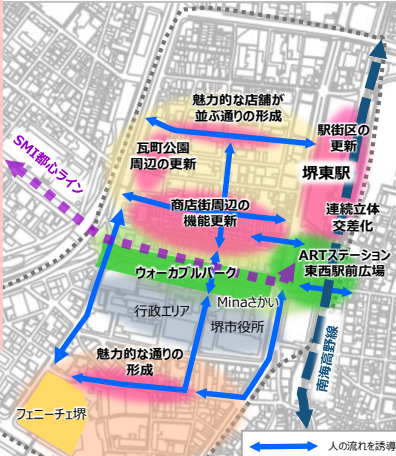 魅力的な店舗が
並ぶ通りの形成
駅街区の
更新
瓦町公園
周辺の更新
堺東駅
SMI都心ライン
商店街周辺の
機能更新
連続立体
交差化
ARTステーション
東西駅前広場
ウォーカブルパーク
Minaさかい
行政エリア
堺市役所
南海高野線
魅力的な通りの
形成
フェニーチェ堺
人の流れを誘導